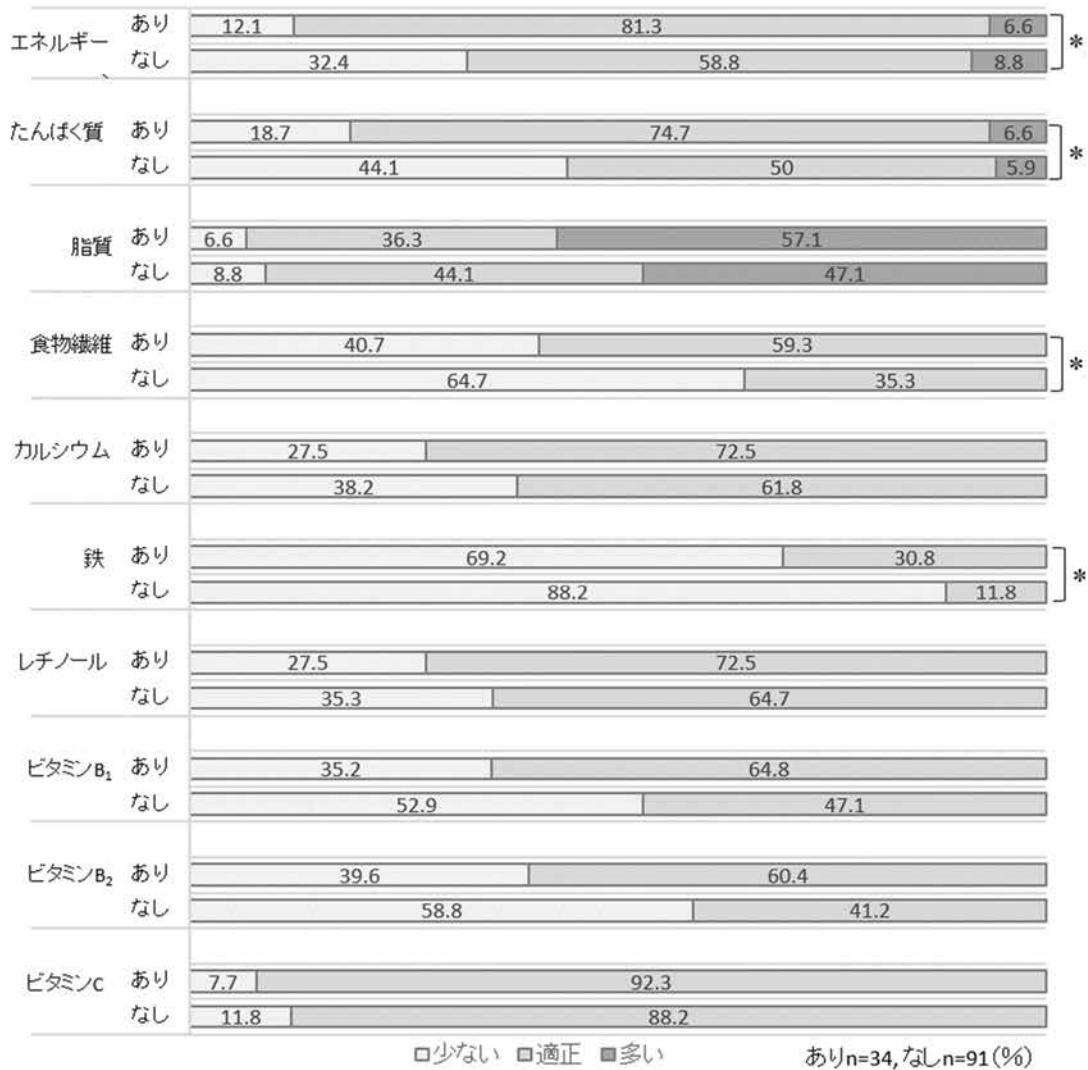 エネルギー あり 12.1 81.3 6.6 *
なし 32.4 58.8 8.8
たんぱく質 あり 18.7 74.7 6.6 *
なし 44.1 50 5.9
脂質 あり 6.6 36.3 57.1
なし 8.8 44.1 47.1
食物繊維 あり 40.7 59.3 *
なし 64.7 35.3
カルシウム あり 27.5 72.5
なし 38.2 61.8
鉄 あり 69.2 30.8 *
なし 88.2 11.8
レチノール あり 27.5 72.5
なし 35.3 64.7
ビタミンB₁ あり 35.2 64.8
なし 52.9 47.1
ビタミンB₂ あり 39.6 60.4
なし 58.8 41.2
ビタミンC あり 7.7 92.3
なし 11.8 88.2
□少ない ■適正 ■多い ありn=34,なしn=91(%)